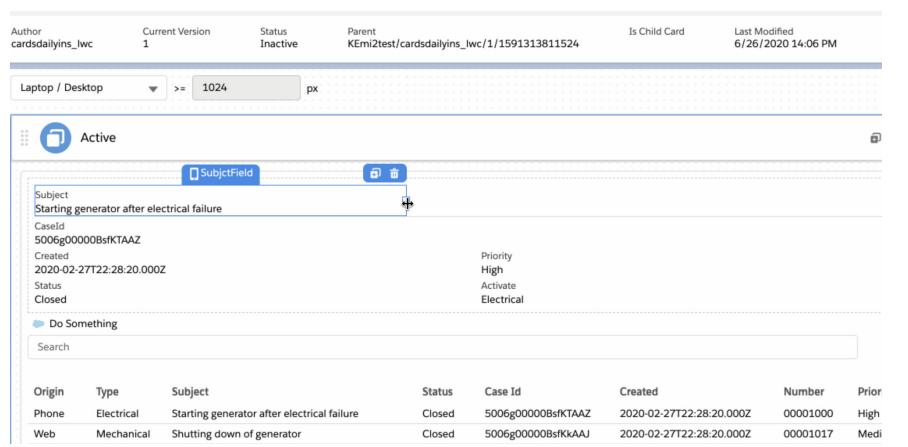 Author Current Version Status Parent Is Child Card Last Modified
cardsdailyins_lwc 1 Inactive KEmi2test/cardsdailyins_lwc/1/1591313811524 6/26/2020 14:06 PM
Laptop / Desktop >= 1024 px
Active
SubjctField
Subject
Starting generator after electrical failure
CaseId
5006g00000BsfKTAAZ
Created Priority
2020-02-27T22:28:20.000Z High
Status Activate
Closed Electrical
Do Something
Search
Origin Type Subject Status Case Id Created Number Prior
Phone Electrical Starting generator after electrical failure Closed 5006g00000BsfKTAAZ 2020-02-27T22:28:20.000Z 00001000 High
Web Mechanical Shutting down of generator Closed 5006g00000BsfKkAAJ 2020-02-27T22:28:20.000Z 00001017 Medi